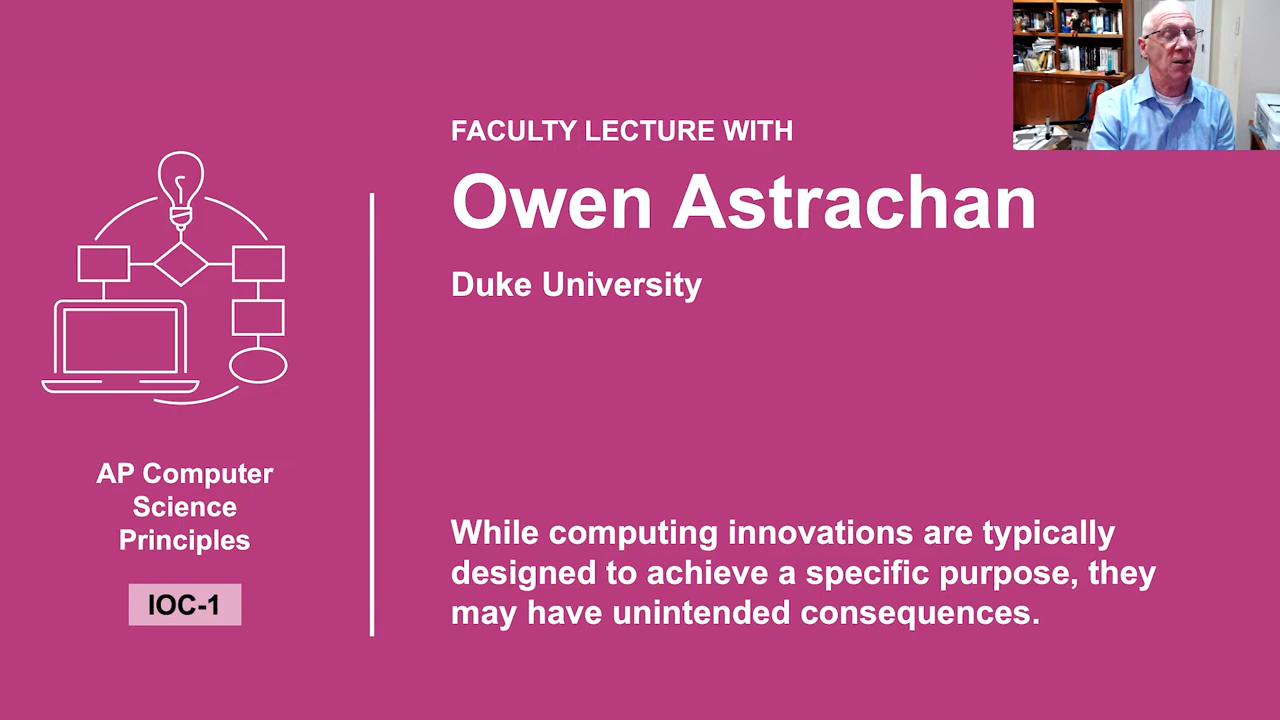 FACULTY LECTURE WITH
Owen Astrachan
Duke University
AP Computer
Science
Principles
IOC-1
While computing innovations are typically
designed to achieve a specific purpose, they
may have unintended consequences.